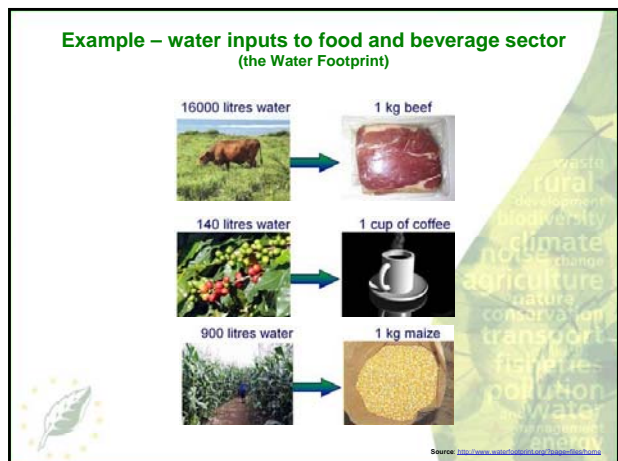 Example – water inputs to food and beverage sector
(the Water Footprint)
16000 litres water
1 kg beef
140 litres water
1 cup of coffee
900 litres water
1 kg maize
waste
rural
development
biodiversity
climate
noise change
agriculture
nature
conservation
transport
fisheries
pollution
water
management
energy
Source: http://www.waterfootprint.org/?page=files/home